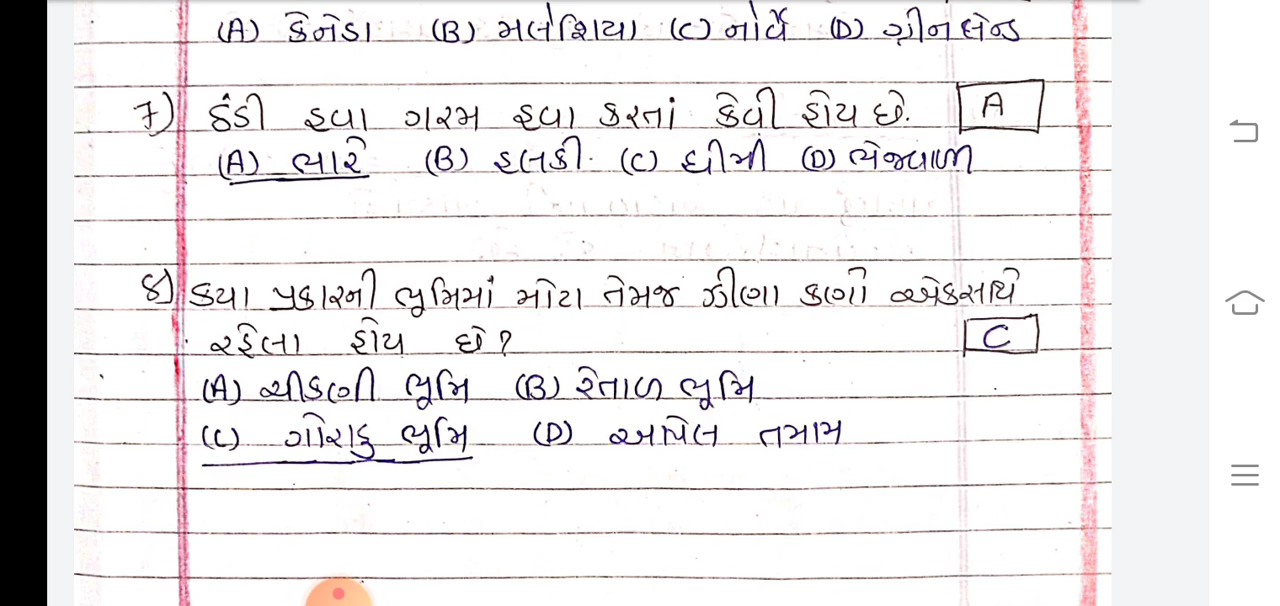 (A) કેનેડા (B) મલેશિયા (C) નોર્વે (D) ગ્રીનલેન્ડ
7) ઠંડી હવા ગરમ હવા કરતાં કેવી હોય છે. A
(A) ભારે (B) હલકી. (C) ધીમી (D) ભેજવાળી
8) કયા પ્રકારની ભૂમિમાં મોટા તેમજ ઝીણા કણો એકસાથે
રહેલા હોય છે? C
(A) ચીકણી ભૂમિ (B) રેતાળ ભૂમિ
(C) ગોરાડુ ભૂમિ (D) આપેલ તમામ